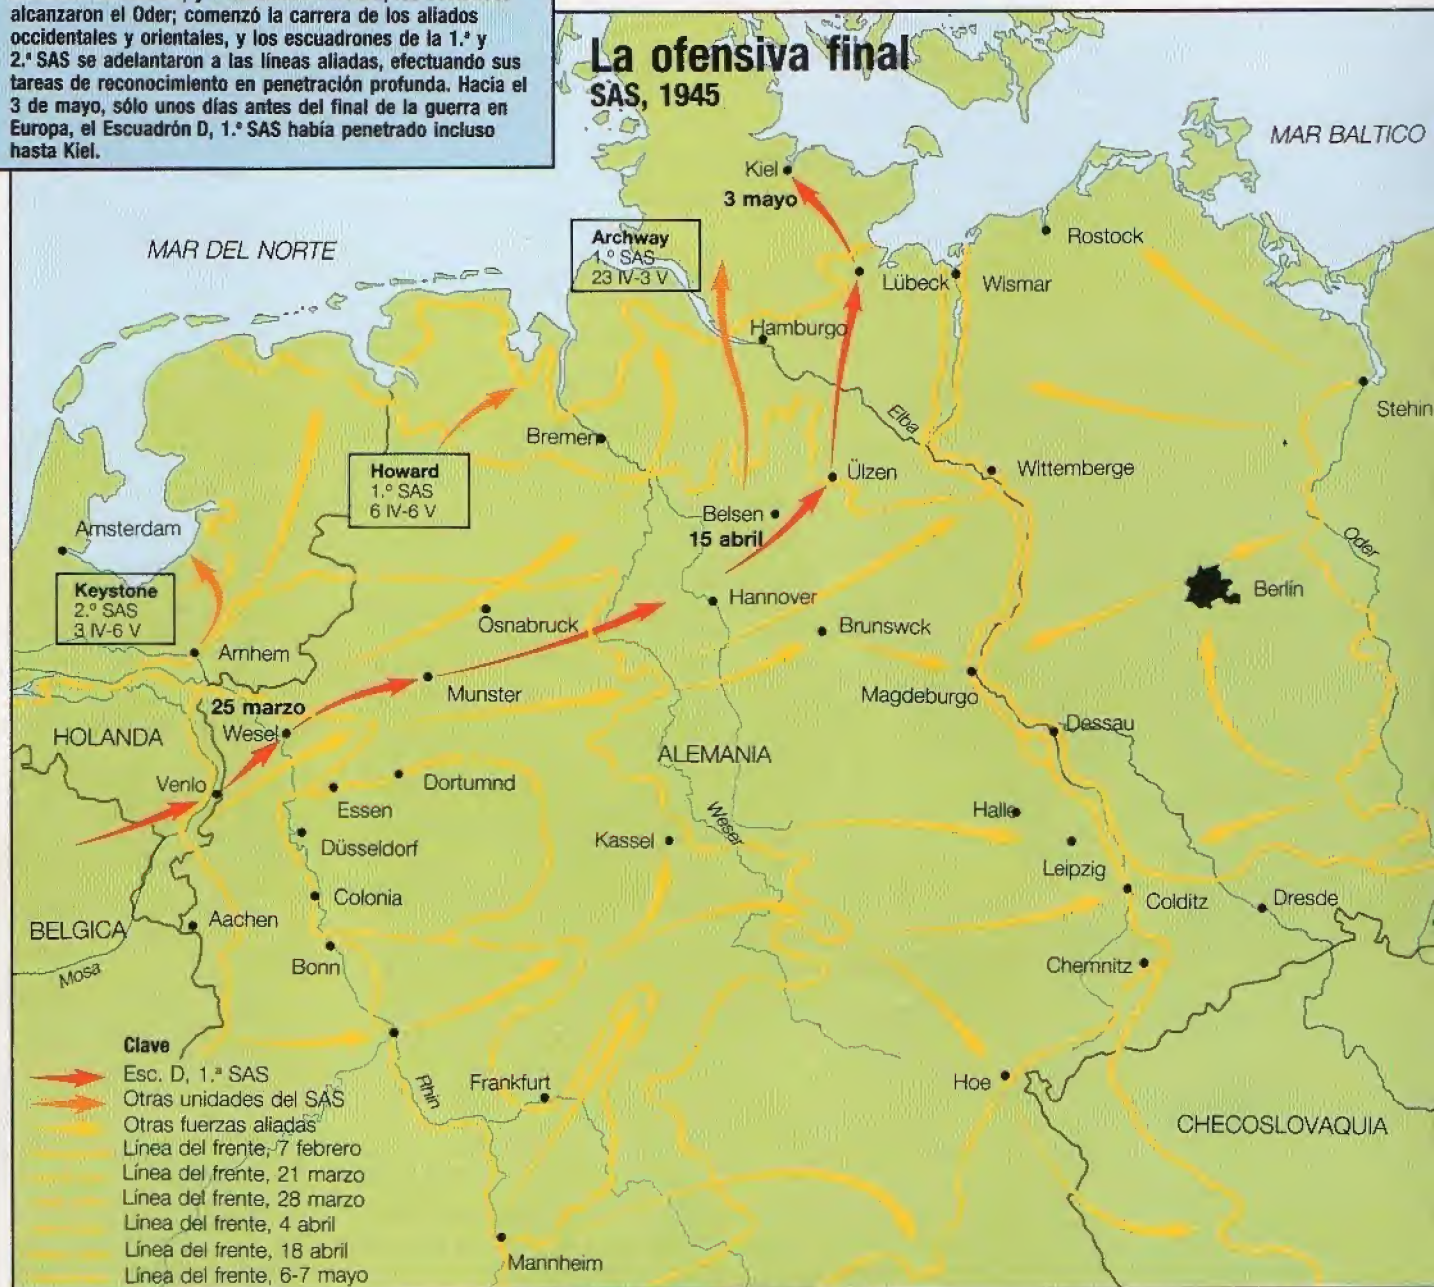 alcanzaron el Oder; comenzó la carrera de los aliados
occidentales y orientales, y los escuadrones de la 1.ª y
2.ª SAS se adelantaron a las líneas aliadas, efectuando sus
tareas de reconocimiento en penetración profunda. Hacia el
3 de mayo, sólo unos días antes del final de la guerra en
Europa, el Escuadrón D, 1.º SAS había penetrado incluso
hasta Kiel.
La ofensiva final
SAS, 1945
MAR BALTICO
Kiel
3 mayo
MAR DEL NORTE
Archway
1.º SAS
23 IV-3 V
Rostock
Lübeck
Wismar
Hamburgo
Stehin
Elba
Bremen
Howard
1.º SAS
6 IV-6 V
Ülzen
Wittemberge
Amsterdam
Belsen
15 abril
Oder
Keystone
2.º SAS
3 IV-6 V
Berlín
Hannover
Osnabruck
Brunswck
Arnhem
Munster
Magdeburgo
25 marzo
Wesel
HOLANDA
Dessau
ALEMANIA
Venlo
Dortumnd
Essen
Halle
Weser
Kassel
Düsseldorf
Leipzig
Colonia
Colditz
Dresde
Aachen
BELGICA
Mosa
Bonn
Chemnitz
Clave
Esc. D, 1.ª SAS
Otras unidades del SAS
Otras fuerzas aliadas
Línea del frente, 7 febrero
Línea del frente, 21 marzo
Línea del frente, 28 marzo
Línea del frente, 4 abril
Línea del frente, 18 abril
Línea del frente, 6-7 mayo
Rhin
Frankfurt
Hoe
CHECOSLOVAQUIA
Mannheim